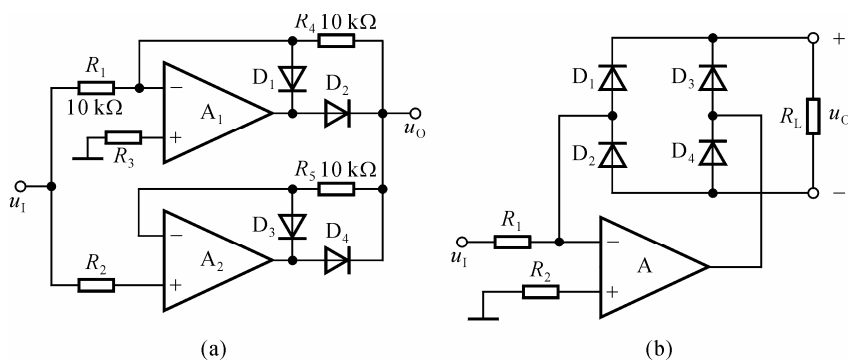 R4 10 kΩ
R1
10 kΩ
−
A1
+
D1
D2
uO
R3
R5 10 kΩ
uI
−
A2
+
D3
D4
R2
(a)
D1
D3
D2
D4
RL
+
uO
−
R1
uI
−
A
+
R2
(b)